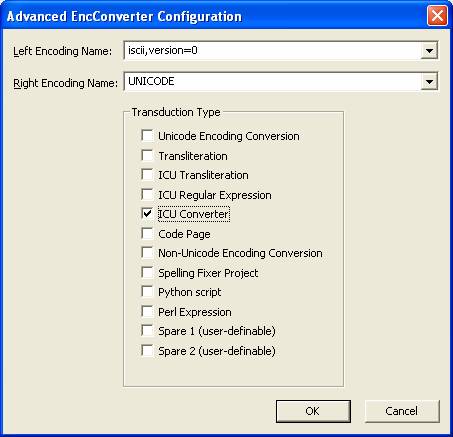 Advanced EncConverter Configuration
Left Encoding Name: iscii,version=0
Right Encoding Name: UNICODE
Transduction Type
Unicode Encoding Conversion
Transliteration
ICU Transliteration
ICU Regular Expression
ICU Converter
Code Page
Non-Unicode Encoding Conversion
Spelling Fixer Project
Python script
Perl Expression
Spare 1 (user-definable)
Spare 2 (user-definable)
OK Cancel